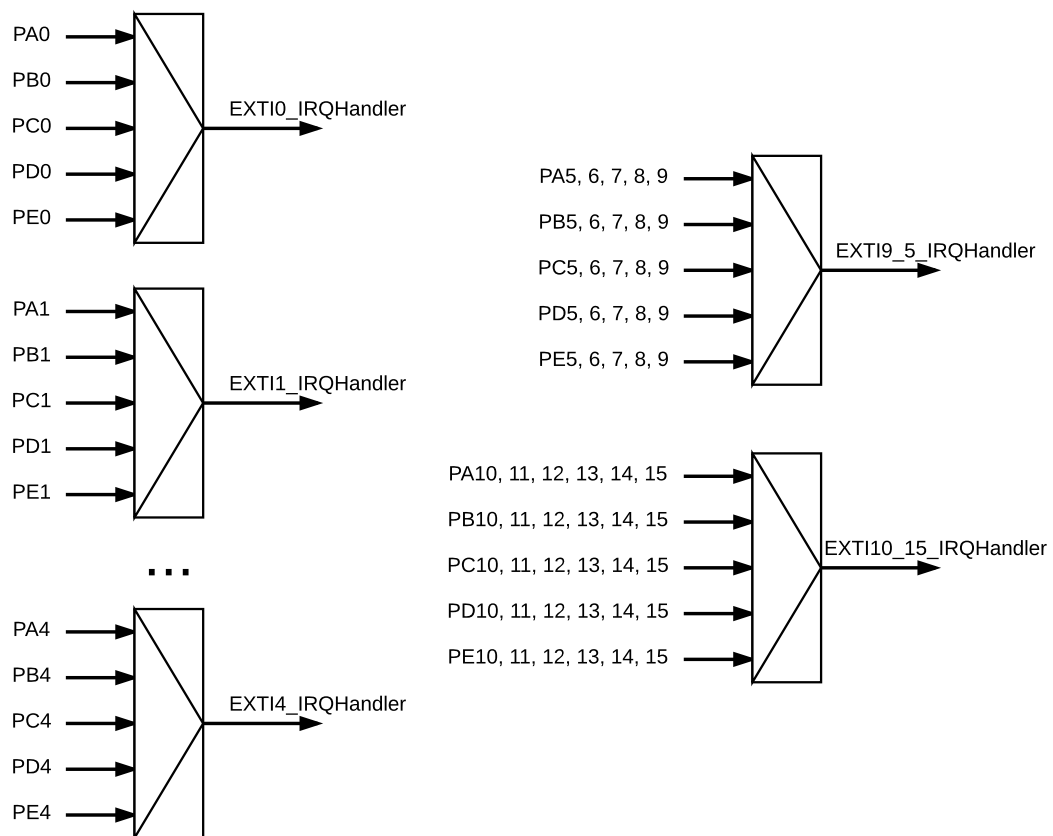 PA0
PB0
PC0
PD0
PE0
EXTI0_IRQHandler
PA1
PB1
PC1
PD1
PE1
EXTI1_IRQHandler
...
PA4
PB4
PC4
PD4
PE4
EXTI4_IRQHandler
PA5, 6, 7, 8, 9
PB5, 6, 7, 8, 9
PC5, 6, 7, 8, 9
PD5, 6, 7, 8, 9
PE5, 6, 7, 8, 9
EXTI9_5_IRQHandler
PA10, 11, 12, 13, 14, 15
PB10, 11, 12, 13, 14, 15
PC10, 11, 12, 13, 14, 15
PD10, 11, 12, 13, 14, 15
PE10, 11, 12, 13, 14, 15
EXTI10_15_IRQHandler